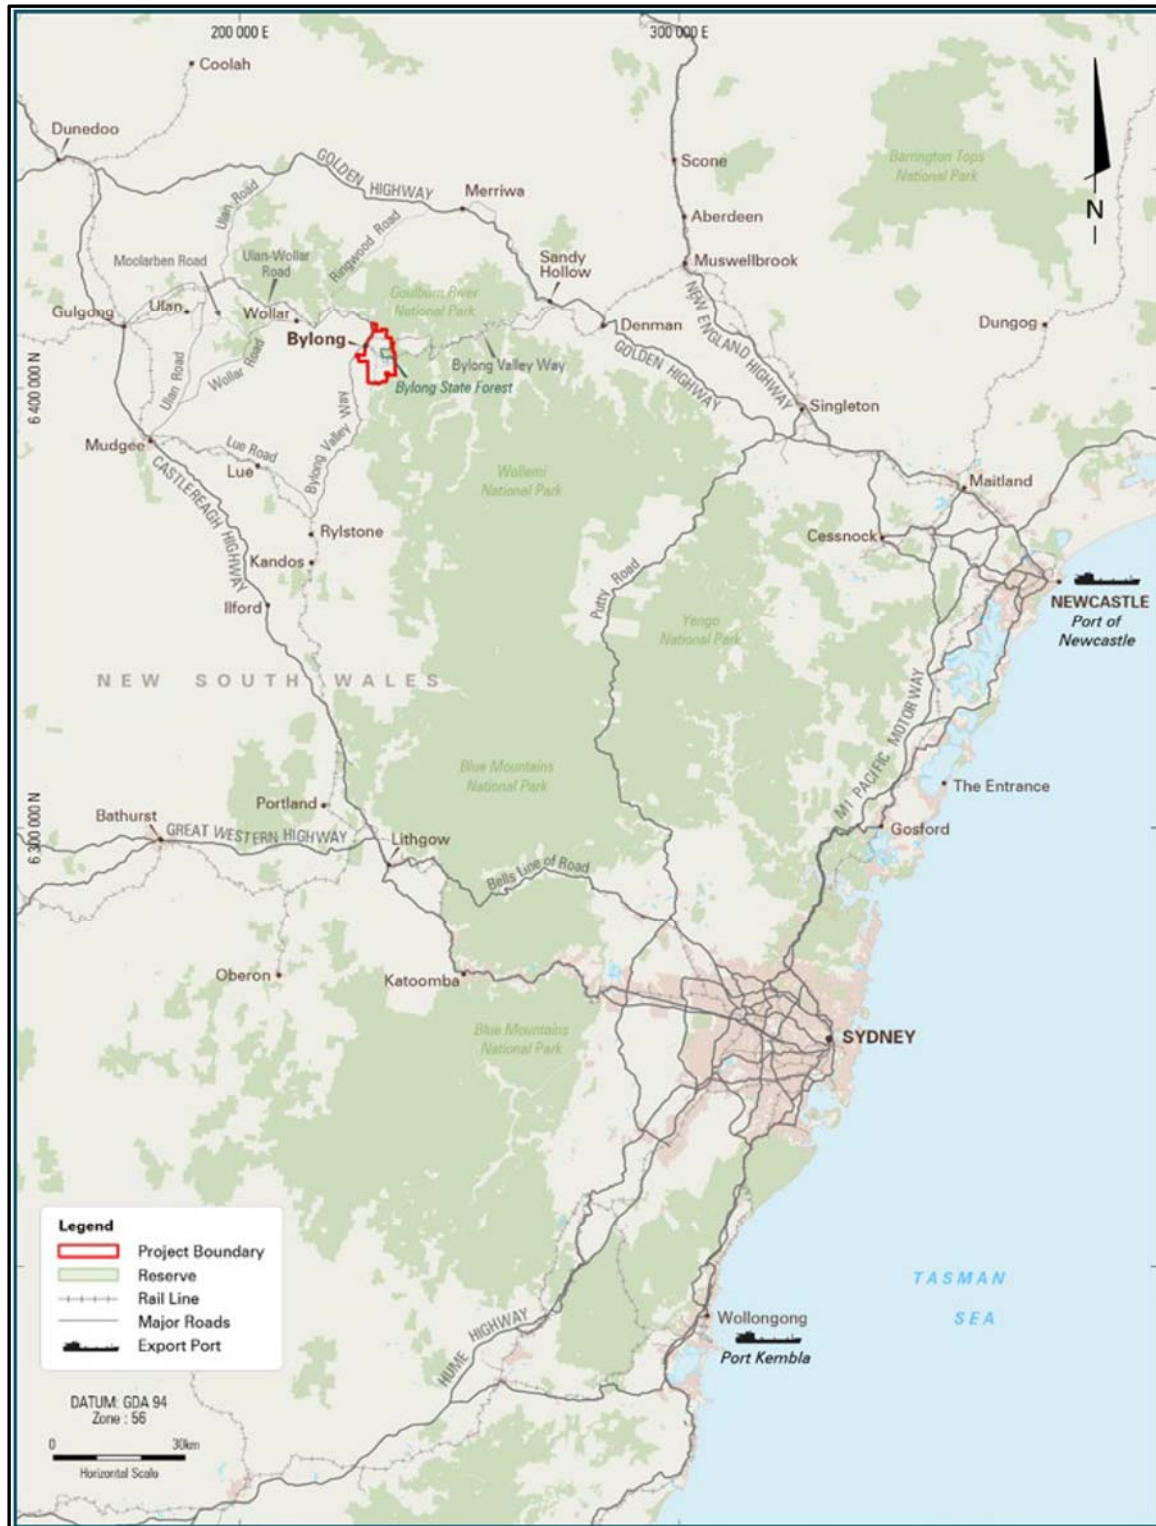 200 000 E
300 000 E
Coolah
Dunedoo
GOLDEN HIGHWAY
Scone
Barrington Tops
National Park
Merriwa
Ulan Road
Ringwood Road
Aberdeen
N
Moolarben Road
Ulan-Wollar
Road
Sandy
Hollow
Muswellbrook
Goulburn River
National Park
Gulgong
Ulan
Wollar
NEW ENGLAND HIGHWAY
Denman
Dungog
Bylong
Wollar Road
Bylong Valley Way
GOLDEN HIGHWAY
Ulan Road
Bylong State Forest
6 400 000 N
Singleton
Bylong Valley Way
Mudgee
Lue Road
Lue
CASTLEREAGH HIGHWAY
Wollemi
National Park
Maitland
Rylstone
Cessnock
Kandos
Putty Road
NEWCASTLE
Port of
Newcastle
Ilford
Yengo
National Park
NEW SOUTH WALES
M1 PACIFIC MOTORWAY
Blue Mountains
National Park
The Entrance
Portland
6 300 000 N
Bathurst
GREAT WESTERN HIGHWAY
Lithgow
Gosford
Bells Line of Road
Oberon
Katoomba
Blue Mountains
National Park
SYDNEY
Legend
Project Boundary
Reserve
Rail Line
Major Roads
Export Port
TASMAN
SEA
HUME HIGHWAY
Wollongong
Port Kembla
DATUM: GDA 94
Zone : 56
0 30km
Horizontal Scale